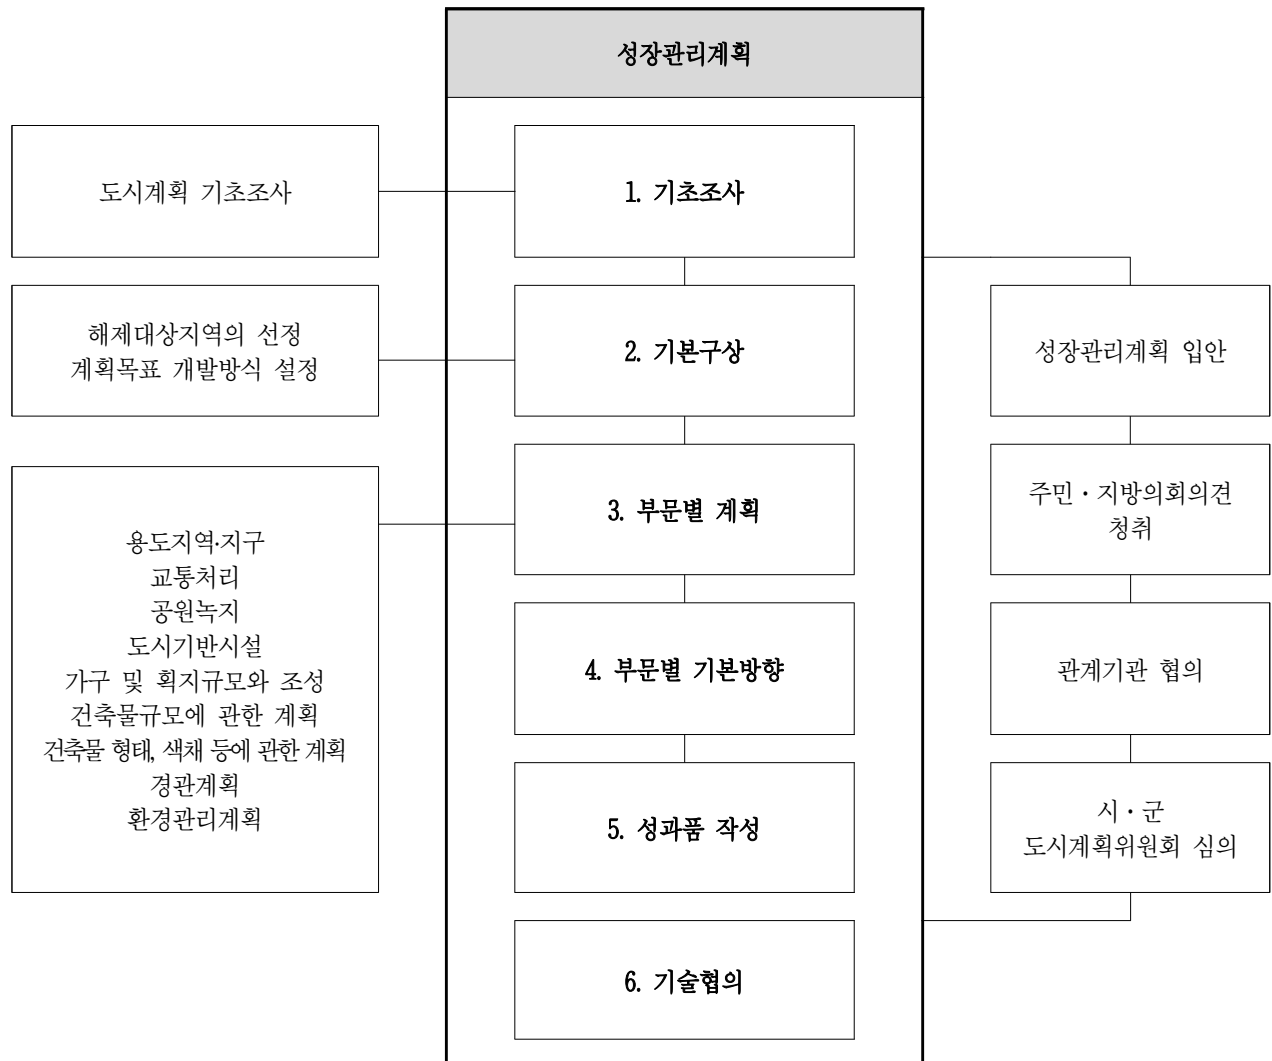 성장관리계획
도시계획 기초조사
1. 기초조사
해제대상지역의 선정
계획목표 개발방식 설정
2. 기본구상
성장관리계획 입안
3. 부문별 계획
주민·지방의회의견
청취
용도지역·지구
교통처리
공원녹지
도시기반시설
가구 및 획지규모와 조성
건축물규모에 관한 계획
건축물 형태, 색채 등에 관한 계획
경관계획
환경관리계획
4. 부문별 기본방향
관계기관 협의
5. 성과품 작성
시·군
도시계획위원회 심의
6. 기술협의